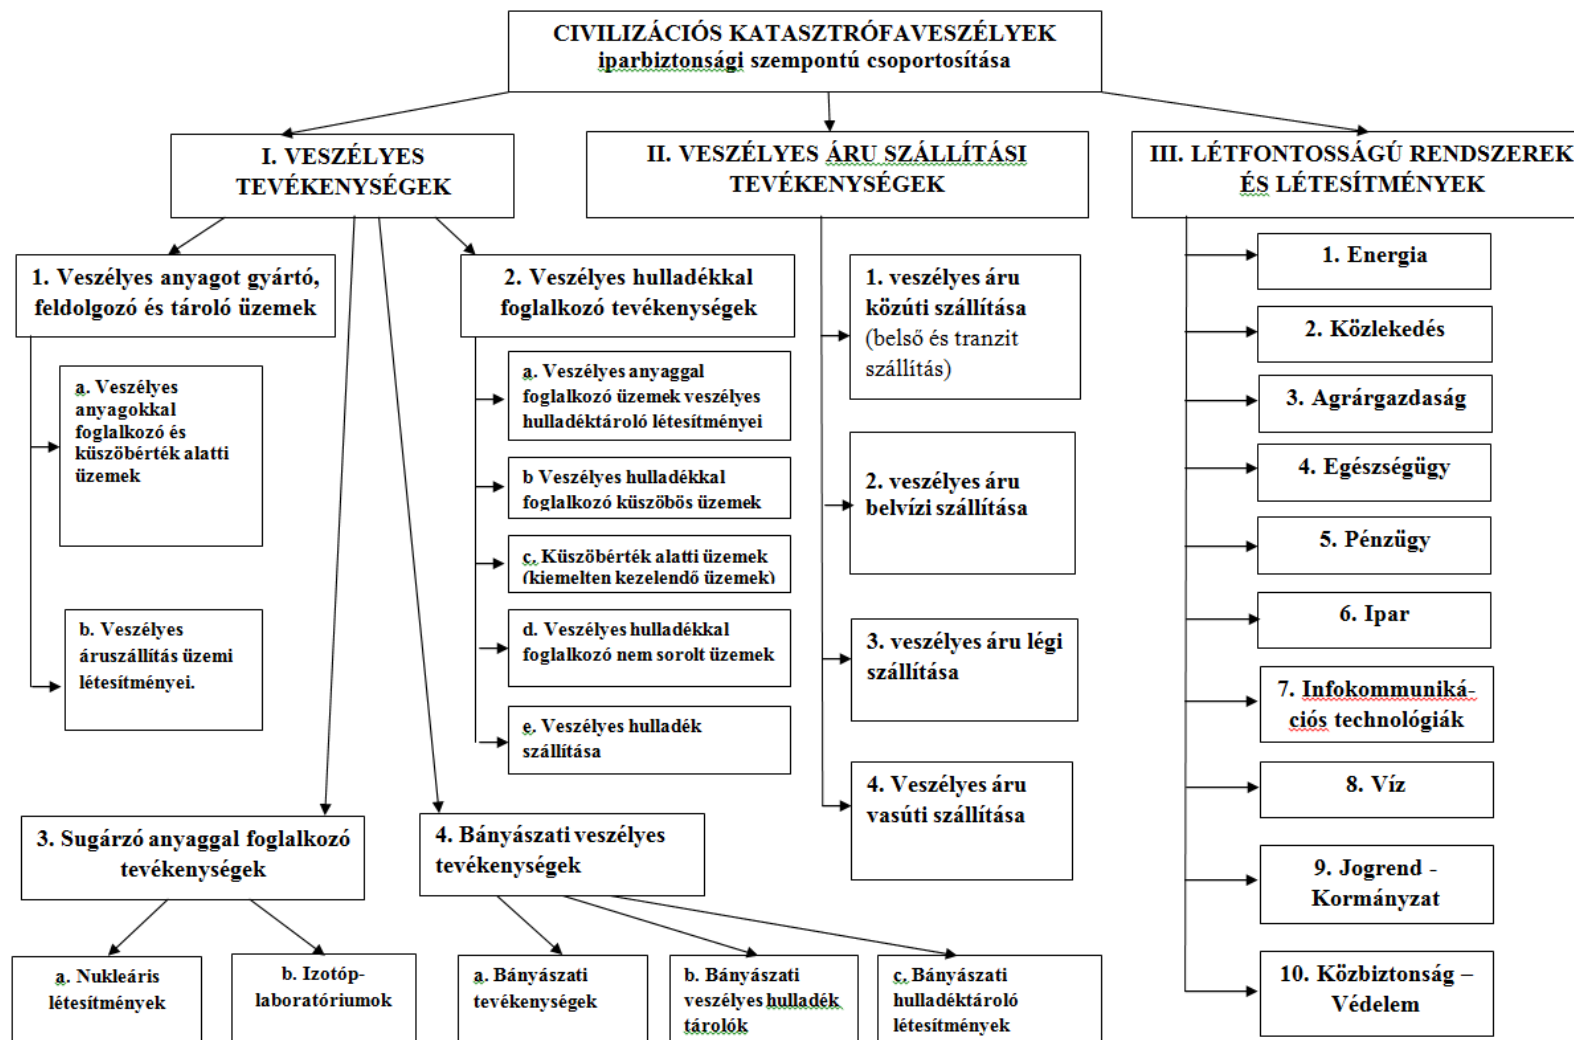 CIVILIZÁCIÓS KATASZTRÓFAVESZÉLYEK
iparbiztonsági szempontú csoportosítása
I. VESZÉLYES
TEVÉKENYSÉGEK
II. VESZÉLYES ÁRU SZÁLLÍTÁSI
TEVÉKENYSÉGEK
III. LÉTFONTOSSÁGÚ RENDSZEREK
ÉS LÉTESÍTMÉNYEK
1. Veszélyes anyagot gyártó,
feldolgozó és tároló üzemek
a. Veszélyes
anyagokkal
foglalkozó és
küszöbérték alatti
üzemek
b. Veszélyes
áruszállítás üzemi
létesítményei.
2. Veszélyes hulladékkal
foglalkozó tevékenységek
a. Veszélyes anyaggal
foglalkozó üzemek veszélyes
hulladéktároló létesítményei
b Veszélyes hulladékkal
foglalkozó küszöbös üzemek
c. Küszöbérték alatti üzemek
(kiemelten kezelendő üzemek)
d. Veszélyes hulladékkal
foglalkozó nem sorolt üzemek
e. Veszélyes hulladék
szállítása
3. Sugárzó anyaggal foglalkozó
tevékenységek
a. Nukleáris
létesítmények
b. Izotóp-
laboratóriumok
4. Bányászati veszélyes
tevékenységek
a. Bányászati
tevékenységek
b. Bányászati
veszélyes hulladék
tárolók
c. Bányászati
hulladéktároló
létesítmények
1. veszélyes áru
közúti szállítása
(belső és tranzit
szállítás)
2. veszélyes áru
belvízi szállítása
3. veszélyes áru légi
szállítása
4. Veszélyes áru
vasúti szállítása
1. Energia
2. Közlekedés
3. Agrárgazdaság
4. Egészségügy
5. Pénzügy
6. Ipar
7. Infokommuniká-
ciós technológiák
8. Víz
9. Jogrend -
Kormányzat
10. Közbiztonság –
Védelem